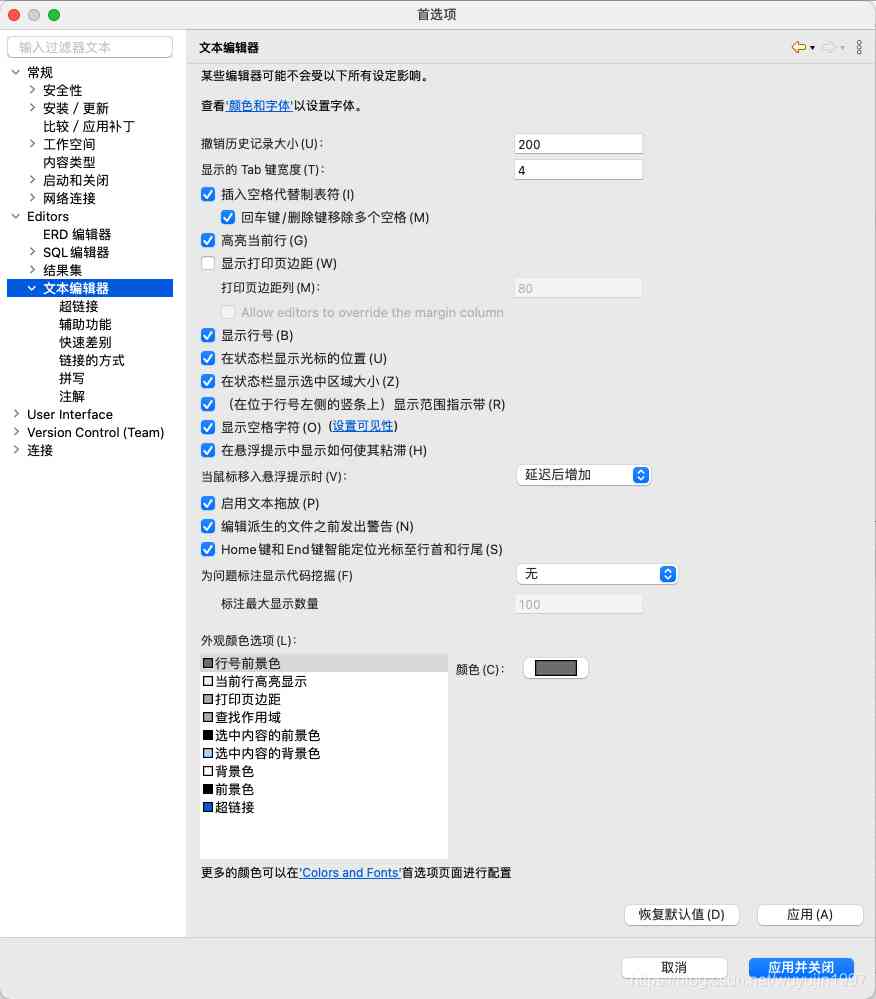 首选项
输入过滤器文本
常规
安全性
安装 / 更新
比较 / 应用补丁
工作空间
内容类型
启动和关闭
网络连接
Editors
ERD 编辑器
SQL 编辑器
结果集
文本编辑器
超链接
辅助功能
快速差别
链接的方式
拼写
注解
User Interface
Version Control (Team)
连接
文本编辑器
某些编辑器可能不会受以下所有设定影响。
查看'颜色和字体'以设置字体。
撤销历史记录大小(U): 200
显示的 Tab 键宽度(T): 4
插入空格代替制表符(I)
回车键/删除键移除多个空格(M)
高亮当前行(G)
显示打印页边距(W)
打印页边距列(M): 80
Allow editors to override the margin column
显示行号(B)
在状态栏显示光标的位置(U)
在状态栏显示选中区域大小(Z)
（在位于行号左侧的竖条上）显示范围指示带(R)
显示空格字符(O) (设置可见性)
在悬浮提示中显示如何使其粘滞(H)
当鼠标移入悬浮提示时(V): 延迟后增加
启用文本拖放(P)
编辑派生的文件之前发出警告(N)
Home键和End键智能定位光标至行首和行尾(S)
为问题标注显示代码挖掘(F) 无
标注最大显示数量 100
外观颜色选项(L):
行号前景色
当前行高亮显示
打印页边距
查找作用域
选中内容的前景色
选中内容的背景色
背景色
前景色
超链接
颜色(C):
更多的颜色可以在'Colors and Fonts'首选项页面进行配置
恢复默认值(D) 应用(A)
取消 应用并关闭
https://blog.csdn.net/wuyujin1997